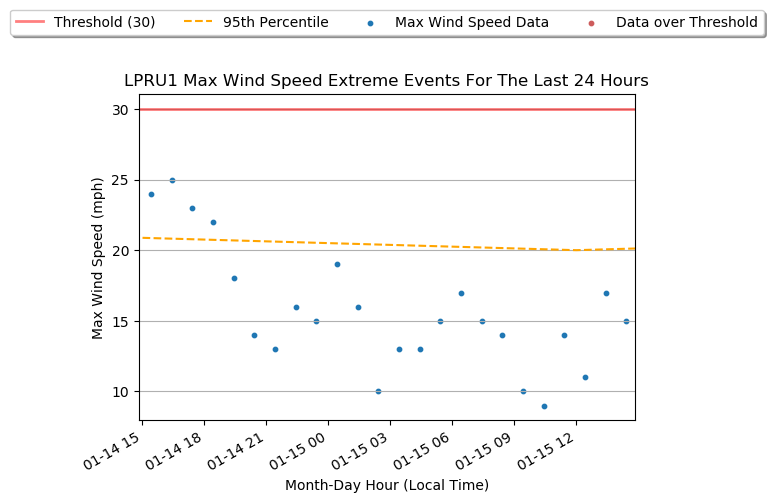 Threshold (30) 95th Percentile Max Wind Speed Data Data over Threshold
LPRU1 Max Wind Speed Extreme Events For The Last 24 Hours
Max Wind Speed (mph)
30
25
20
15
10
01-14 15 01-14 18 01-14 21 01-15 00 01-15 03 01-15 06 01-15 09 01-15 12
Month-Day Hour (Local Time)